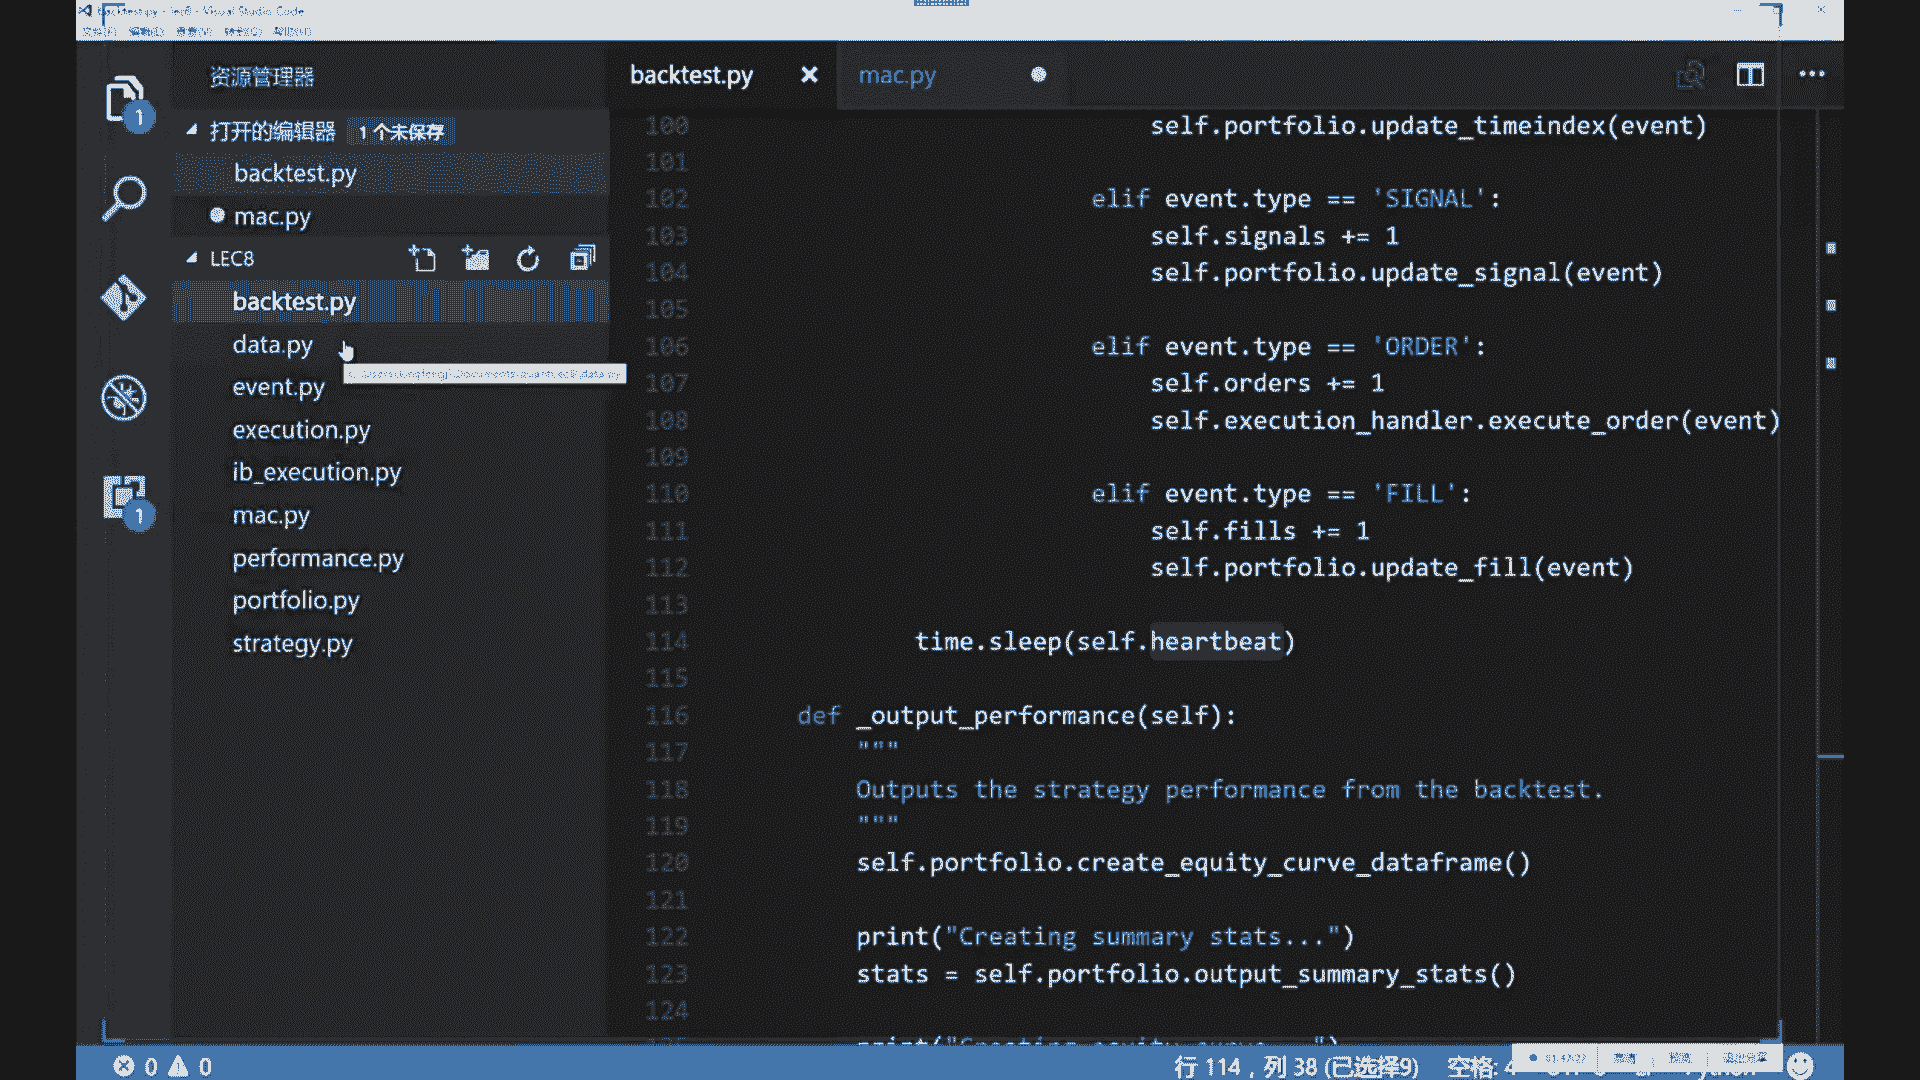 backtest.py - lec8 - Visual Studio Code
资源管理器
打开的编辑器 1 个未保存
backtest.py
mac.py
LEC8
backtest.py
data.py
event.py
execution.py
ib_execution.py
mac.py
performance.py
portfolio.py
strategy.py
1
1
backtest.py
mac.py
100 self.portfolio.update_timeindex(event)
101
102 elif event.type == 'SIGNAL':
103 self.signals += 1
104 self.portfolio.update_signal(event)
105
106 elif event.type == 'ORDER':
107 self.orders += 1
108 self.execution_handler.execute_order(event)
109
110 elif event.type == 'FILL':
111 self.fills += 1
112 self.portfolio.update_fill(event)
113
114 time.sleep(self.heartbeat)
115
116 def _output_performance(self):
117 """
118 Outputs the strategy performance from the backtest.
119 """
120 self.portfolio.create_equity_curve_dataframe()
121
122 print("Creating summary stats...")
123 stats = self.portfolio.output_summary_stats()
124
0 0
行 114，列 38 (已选择9) 空格: 4